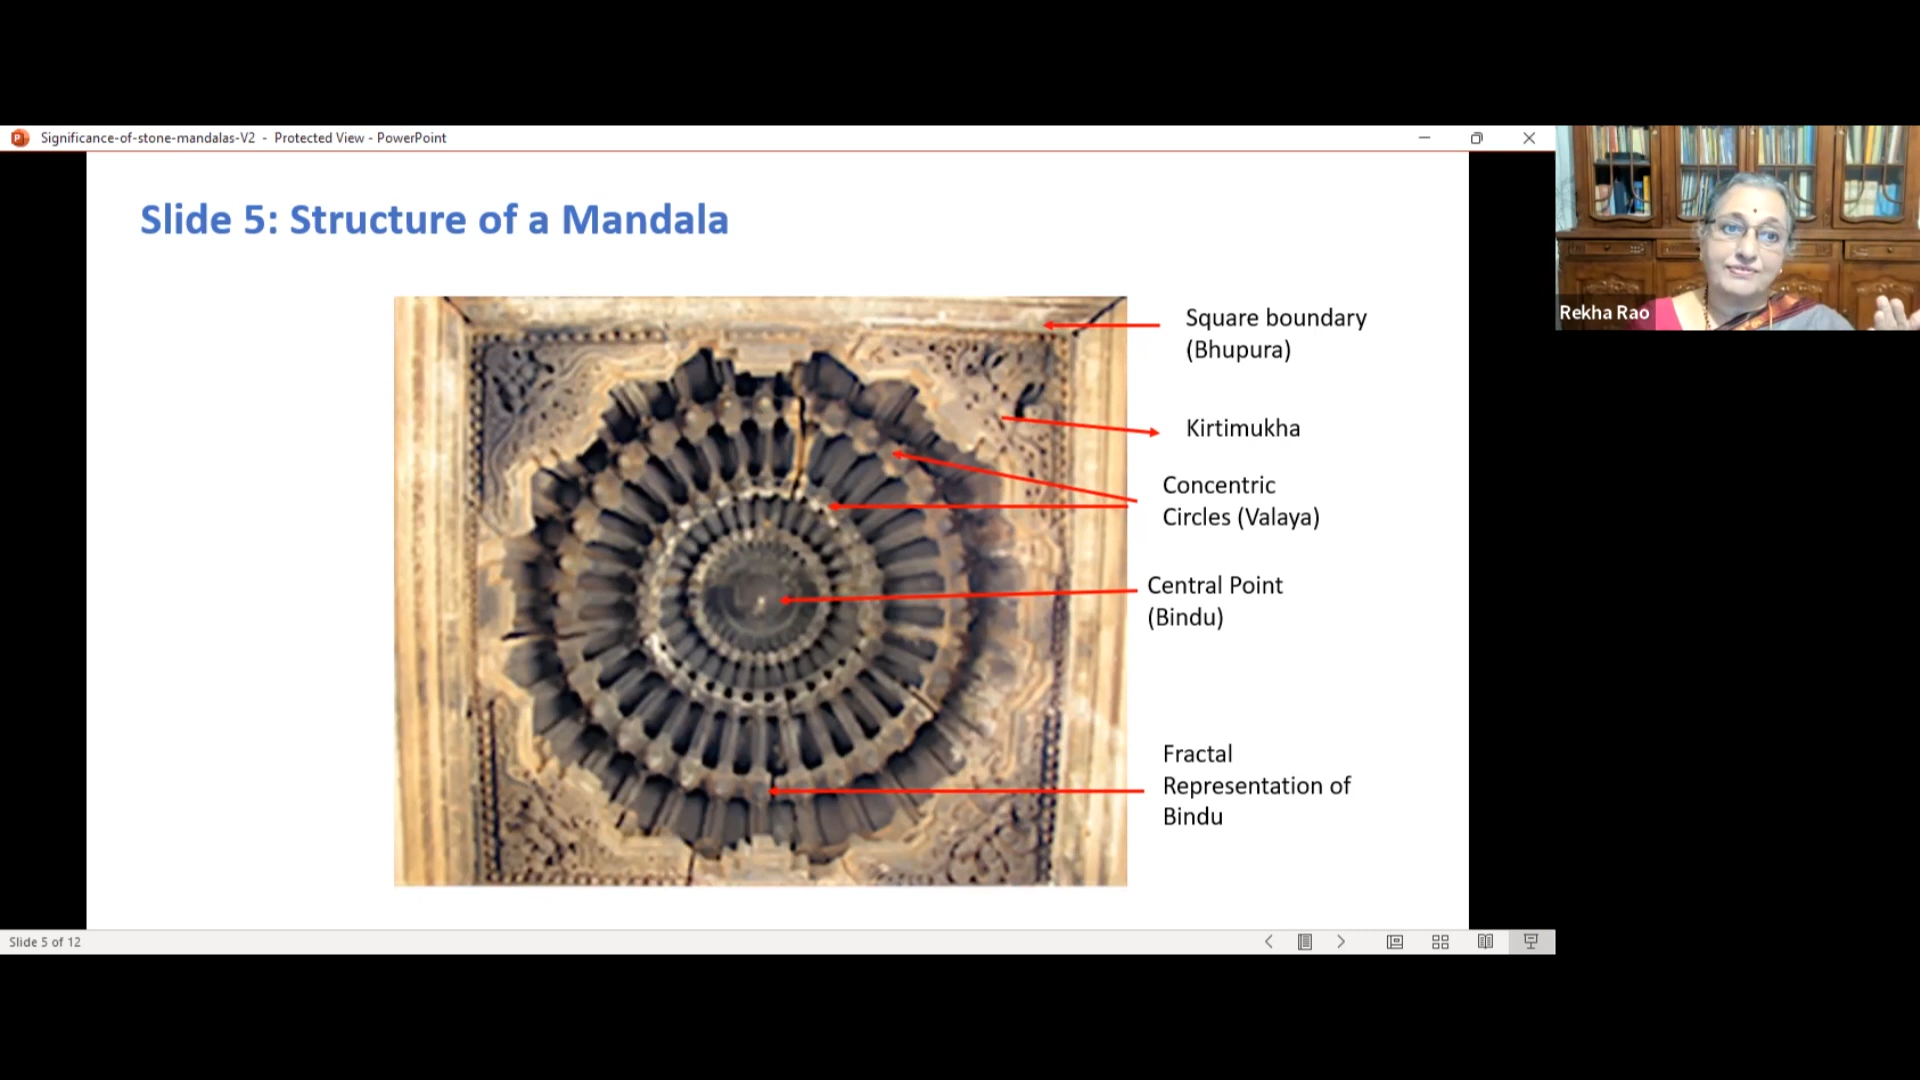 Significance-of-stone-mandalas-V2 - Protected View - PowerPoint
Slide 5: Structure of a Mandala
Square boundary
(Bhupura)
Kirtimukha
Concentric
Circles (Valaya)
Central Point
(Bindu)
Fractal
Representation of
Bindu
Rekha Rao
Slide 5 of 12